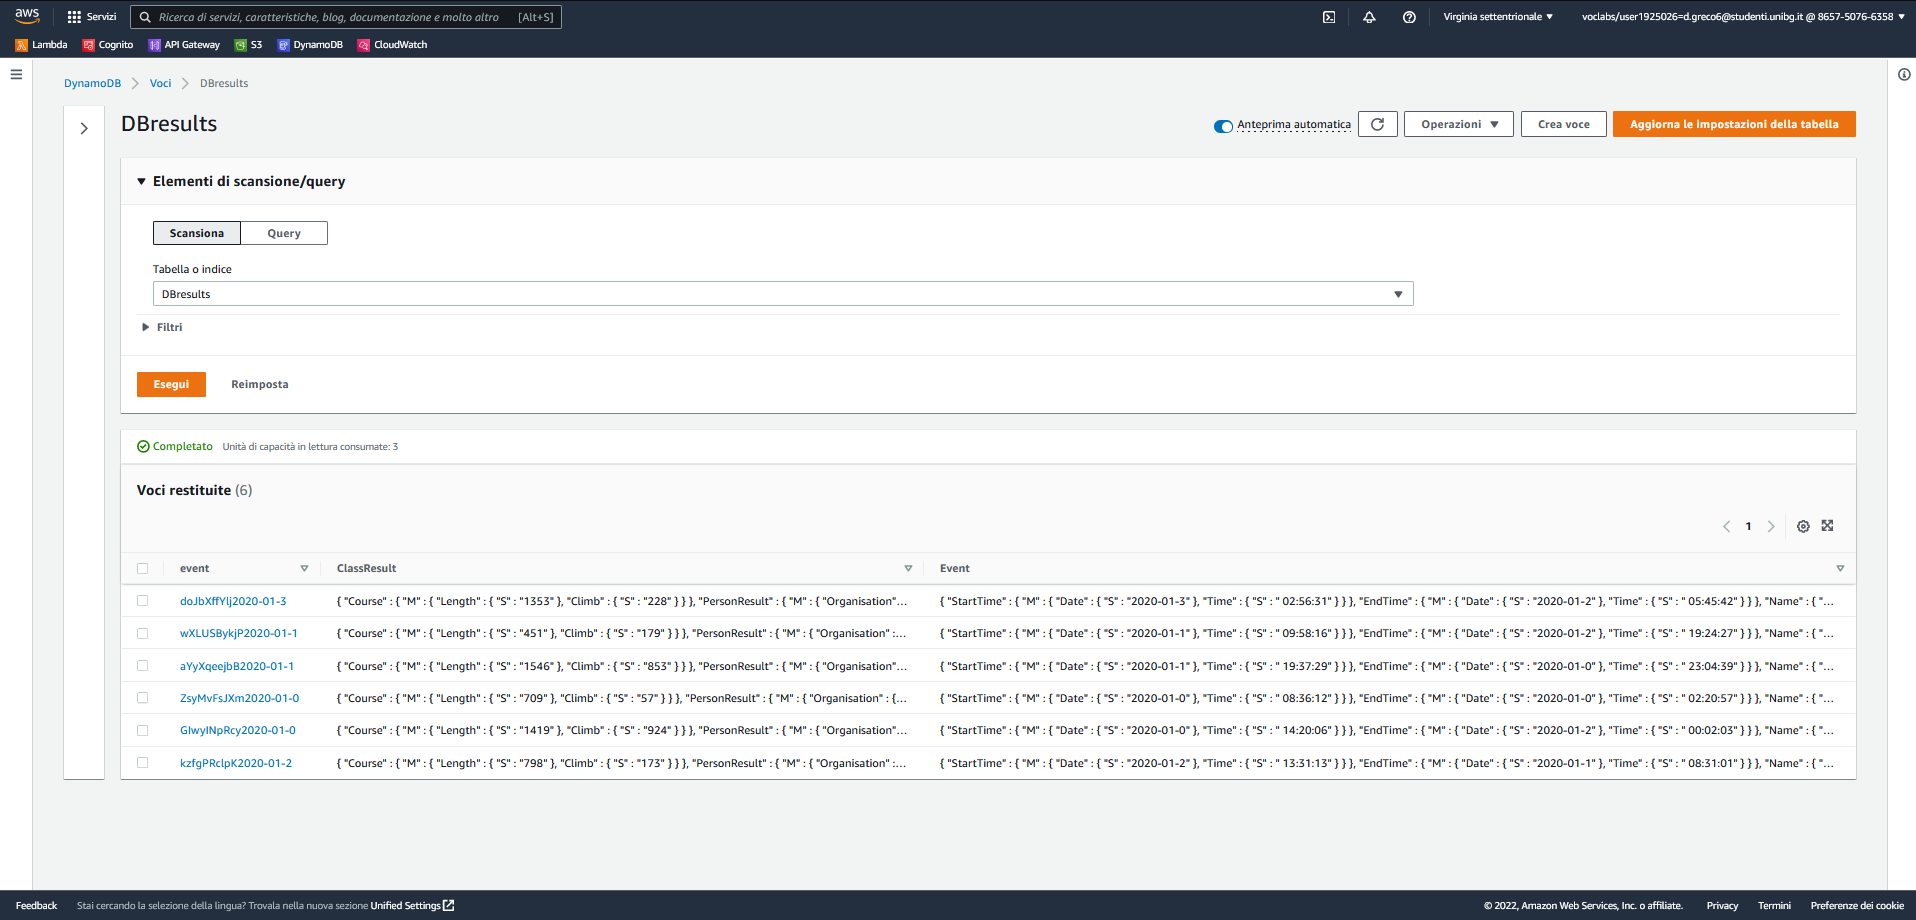 aws Servizi Ricerca di servizi, caratteristiche, blog, documentazione e molto altro [Alt+S] Virginia settentrionale voclabs/user1925026=d.greco6@studenti.unibg.it @ 8657-5076-6358
Lambda Cognito API Gateway S3 DynamoDB CloudWatch
DynamoDB Voci DBresults
DBresults Anteprima automatica Operazioni Crea voce Aggiorna le impostazioni della tabella
Elementi di scansione/query
Scansiona Query
Tabella o indice
DBresults
Filtri
Esegui Reimposta
Completato Unità di capacità in lettura consumate: 3
Voci restituite (6)
1
event ClassResult Event
doJbXffYlj2020-01-3 { "Course" : { "M" : { "Length" : { "S" : "1353" }, "Climb" : { "S" : "228" } } }, "PersonResult" : { "M" : { "Organisation"... { "StartTime" : { "M" : { "Date" : { "S" : "2020-01-3" }, "Time" : { "S" : " 02:56:31" } } }, "EndTime" : { "M" : { "Date" : { "S" : "2020-01-2" }, "Time" : { "S" : " 05:45:42" } } }, "Name" : { "...
wXLUSBykjP2020-01-1 { "Course" : { "M" : { "Length" : { "S" : "451" }, "Climb" : { "S" : "179" } } }, "PersonResult" : { "M" : { "Organisation" :... { "StartTime" : { "M" : { "Date" : { "S" : "2020-01-1" }, "Time" : { "S" : " 09:58:16" } } }, "EndTime" : { "M" : { "Date" : { "S" : "2020-01-2" }, "Time" : { "S" : " 19:24:27" } } }, "Name" : { "...
aYyXqeejbB2020-01-1 { "Course" : { "M" : { "Length" : { "S" : "1546" }, "Climb" : { "S" : "853" } } }, "PersonResult" : { "M" : { "Organisation"... { "StartTime" : { "M" : { "Date" : { "S" : "2020-01-1" }, "Time" : { "S" : " 19:37:29" } } }, "EndTime" : { "M" : { "Date" : { "S" : "2020-01-0" }, "Time" : { "S" : " 23:04:39" } } }, "Name" : { "...
ZsyMvFsJXm2020-01-0 { "Course" : { "M" : { "Length" : { "S" : "709" }, "Climb" : { "S" : "57" } } }, "PersonResult" : { "M" : { "Organisation" : {... { "StartTime" : { "M" : { "Date" : { "S" : "2020-01-0" }, "Time" : { "S" : " 08:36:12" } } }, "EndTime" : { "M" : { "Date" : { "S" : "2020-01-0" }, "Time" : { "S" : " 02:20:57" } } }, "Name" : { "...
GIwyINpRcy2020-01-0 { "Course" : { "M" : { "Length" : { "S" : "1419" }, "Climb" : { "S" : "924" } } }, "PersonResult" : { "M" : { "Organisation"... { "StartTime" : { "M" : { "Date" : { "S" : "2020-01-0" }, "Time" : { "S" : " 14:20:06" } } }, "EndTime" : { "M" : { "Date" : { "S" : "2020-01-2" }, "Time" : { "S" : " 00:02:03" } } }, "Name" : { "...
kzfgPRclpK2020-01-2 { "Course" : { "M" : { "Length" : { "S" : "798" }, "Climb" : { "S" : "173" } } }, "PersonResult" : { "M" : { "Organisation" :... { "StartTime" : { "M" : { "Date" : { "S" : "2020-01-2" }, "Time" : { "S" : " 13:31:13" } } }, "EndTime" : { "M" : { "Date" : { "S" : "2020-01-1" }, "Time" : { "S" : " 08:31:01" } } }, "Name" : { "...
Feedback Stai cercando la selezione della lingua? Trovala nella nuova sezione Unified Settings © 2022, Amazon Web Services, Inc. o affiliate. Privacy Termini Preferenze dei cookie